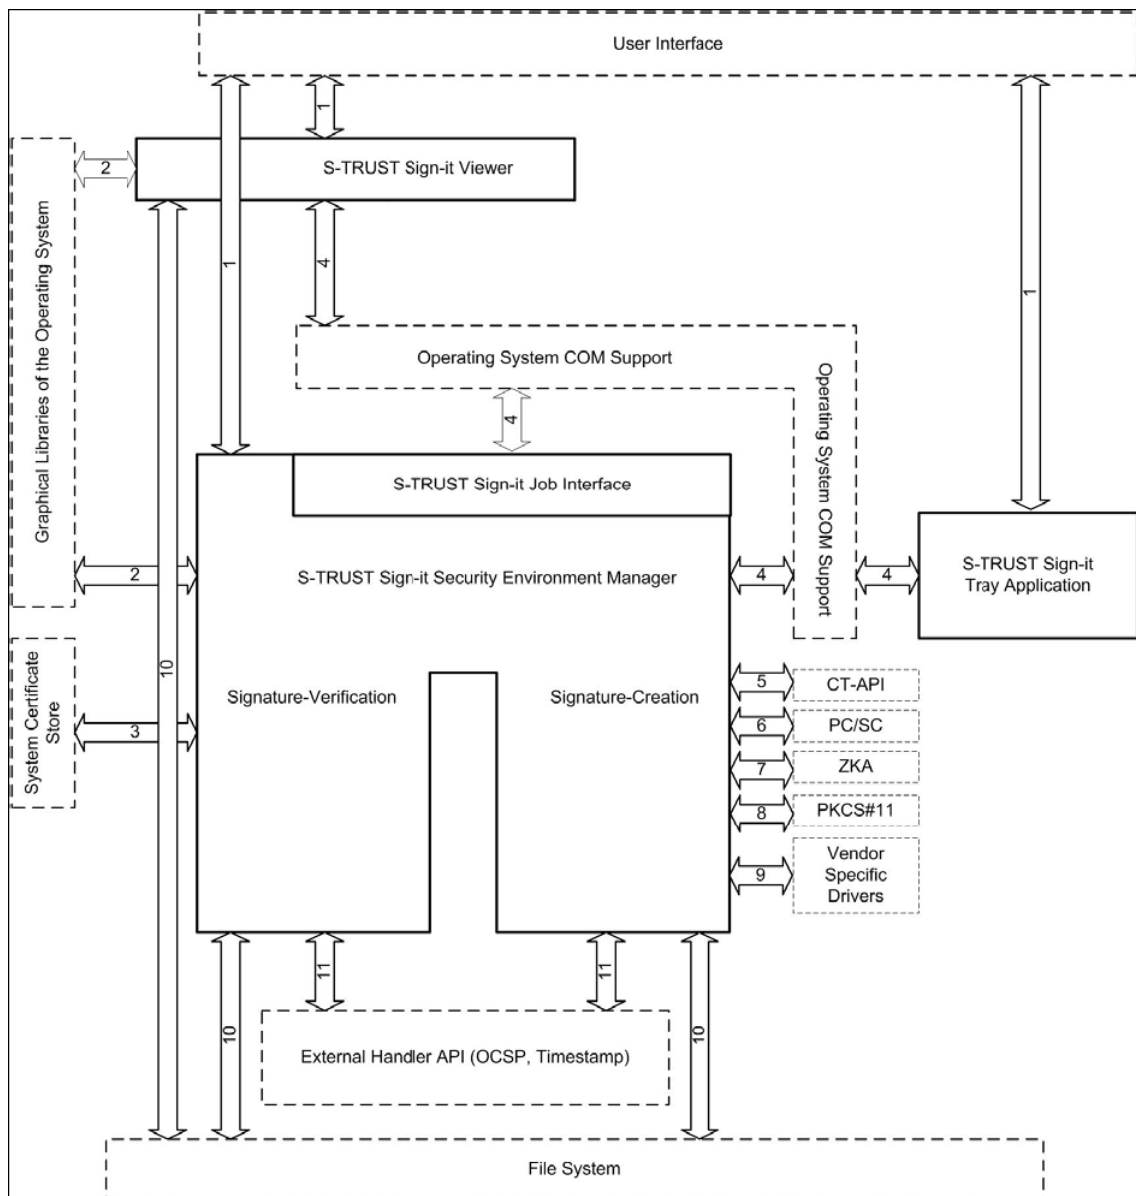 User Interface
1
1
2
S-TRUST Sign-it Viewer
Graphical Libraries of the Operating System
1
4
1
Operating System COM Support
Operating System COM Support
4
S-TRUST Sign-it Job Interface
2
S-TRUST Sign-it Security Environment Manager
4
4
S-TRUST Sign-it
Tray Application
System Certificate
Store
10
3
Signature-Verification
Signature-Creation
5
CT-API
6
PC/SC
7
ZKA
8
PKCS#11
9
Vendor
Specific
Drivers
11
11
10
10
External Handler API (OCSP, Timestamp)
File System